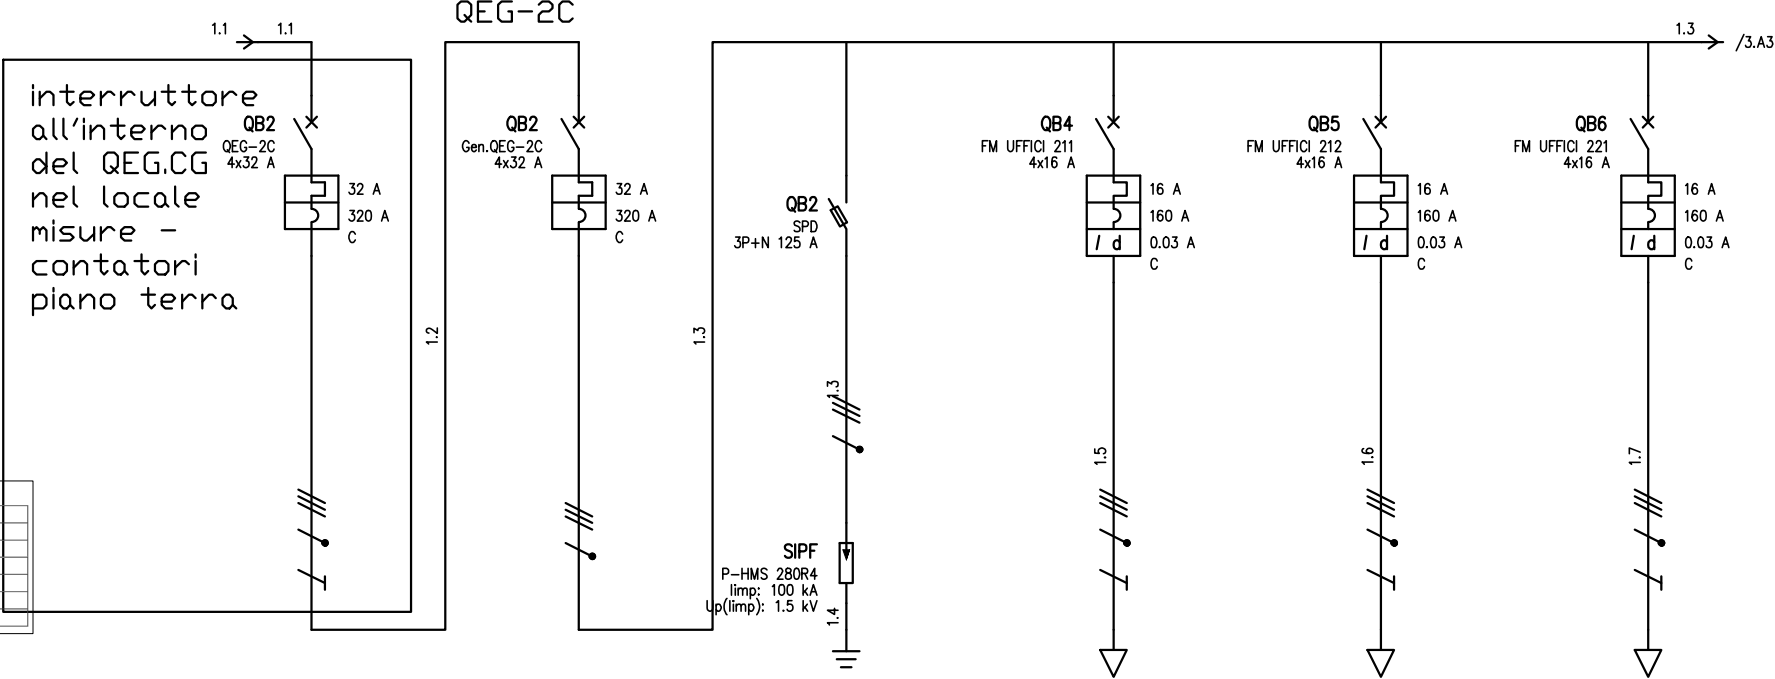 QEG-2C
1.1
1.1
1.3
/3.A3
interruttore
all'interno
del QEG.CG
nel locale
misure -
contatori
piano terra
QB2
QEG-2C
4x32 A
32 A
320 A
C
1.2
QB2
Gen.QEG-2C
4x32 A
32 A
320 A
C
1.3
QB2
SPD
3P+N 125 A
1.3
SIPF
P-HMS 280R4
Iimp: 100 kA
Up(Iimp): 1.5 kV
1.4
QB4
FM UFFICI 211
4x16 A
16 A
160 A
I d
0.03 A
C
1.5
QB5
FM UFFICI 212
4x16 A
16 A
160 A
I d
0.03 A
C
1.6
QB6
FM UFFICI 221
4x16 A
16 A
160 A
I d
0.03 A
C
1.7